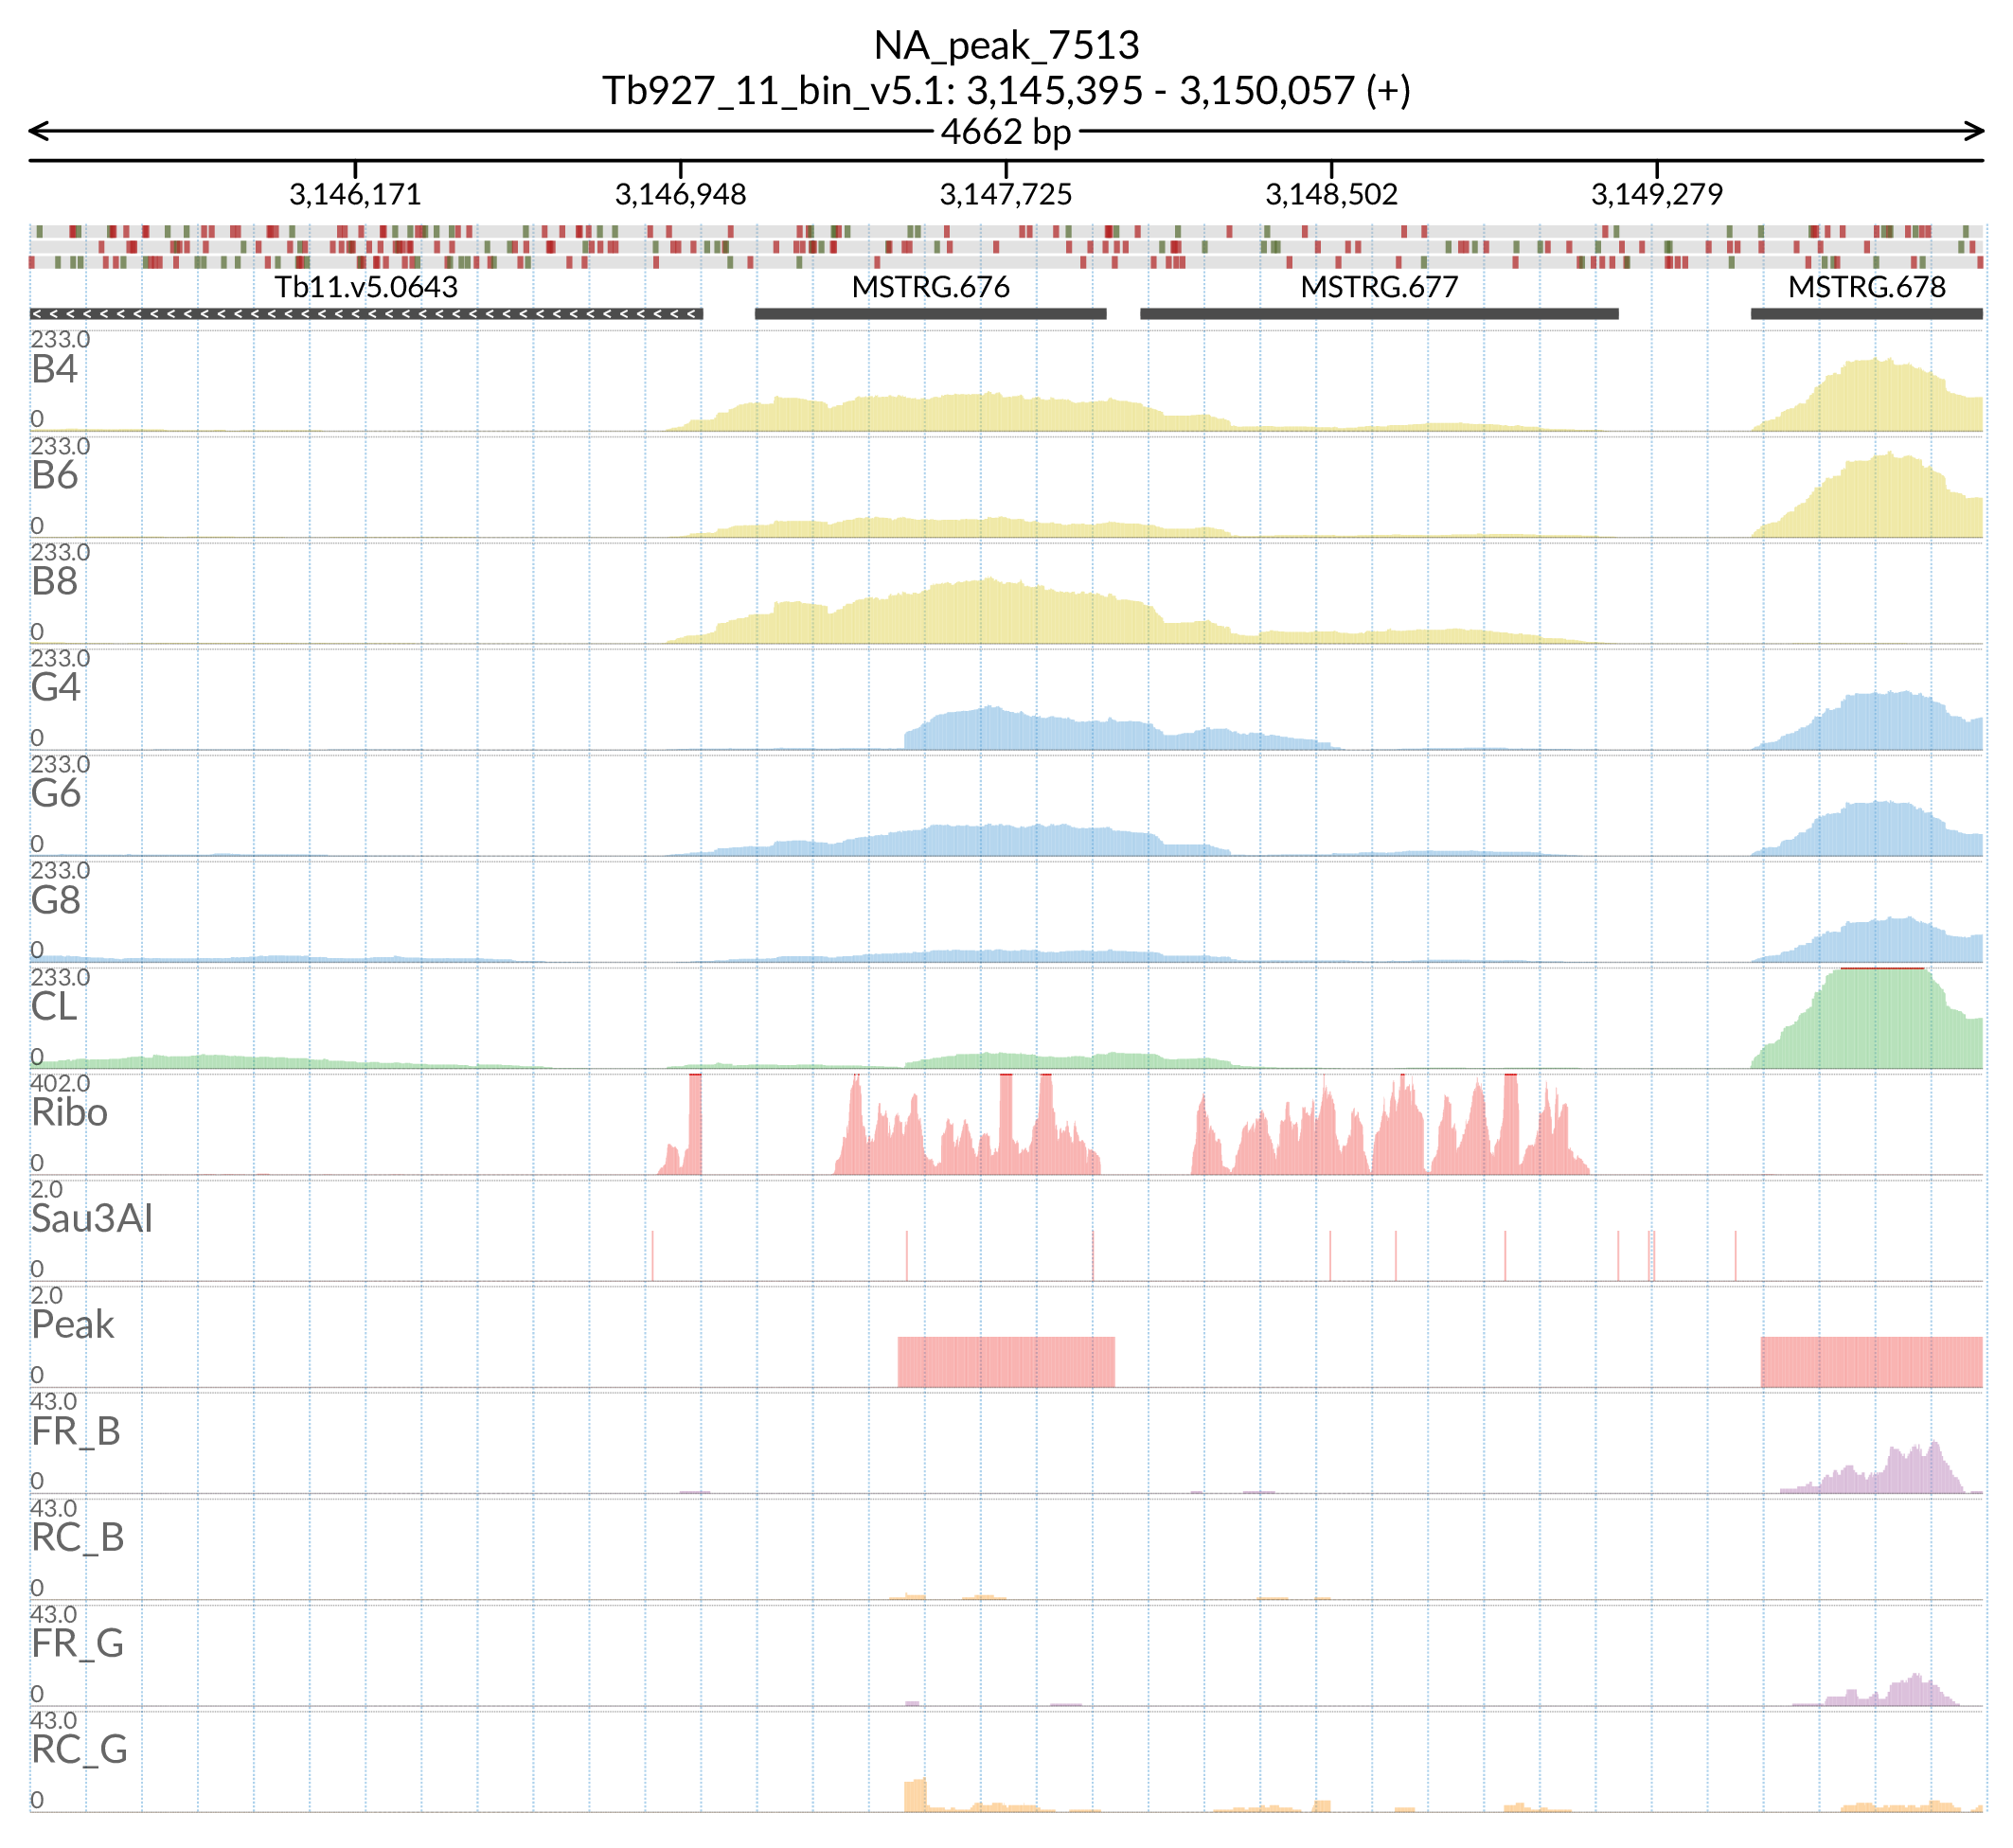 NA_peak_7513
Tb927_11_bin_v5.1: 3,145,395 - 3,150,057 (+)
4662 bp
3,146,171 3,146,948 3,147,725 3,148,502 3,149,279
Tb11.v5.0643 MSTRG.676 MSTRG.677 MSTRG.678
233.0
B4
0
233.0
B6
0
233.0
B8
0
233.0
G4
0
233.0
G6
0
233.0
G8
0
233.0
CL
0
402.0
Ribo
0
2.0
Sau3AI
0
2.0
Peak
0
43.0
FR_B
0
43.0
RC_B
0
43.0
FR_G
0
43.0
RC_G
0